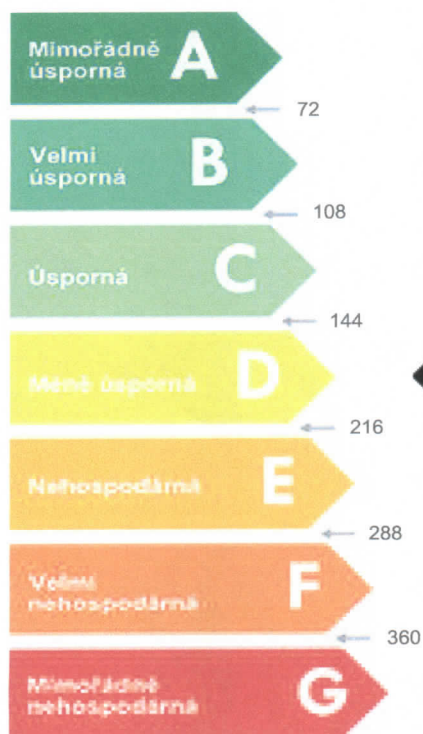 Mimořádně
úsporná A
72
Velmi
úsporná B
108
Úsporná C
144
Méně úsporná D
216
Nehospodárná E
288
Velmi
nehospodárná F
360
Mimořádně
nehospodárná G